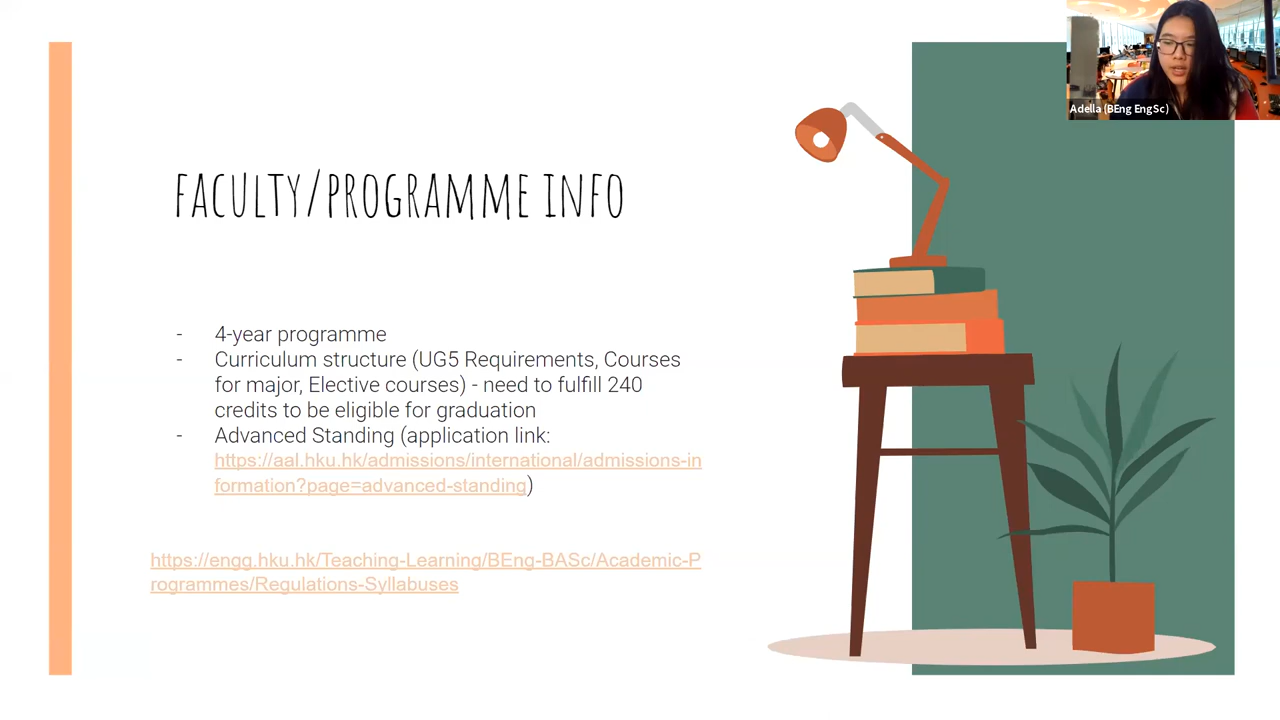 Adella (BEng EngSc)
FACULTY/PROGRAMME INFO
- 4-year programme
- Curriculum structure (UG5 Requirements, Courses
for major, Elective courses) - need to fulfill 240
credits to be eligible for graduation
- Advanced Standing (application link:
https://aal.hku.hk/admissions/international/admissions-in
formation?page=advanced-standing)
https://engg.hku.hk/Teaching-Learning/BEng-BASc/Academic-P
rogrammes/Regulations-Syllabuses